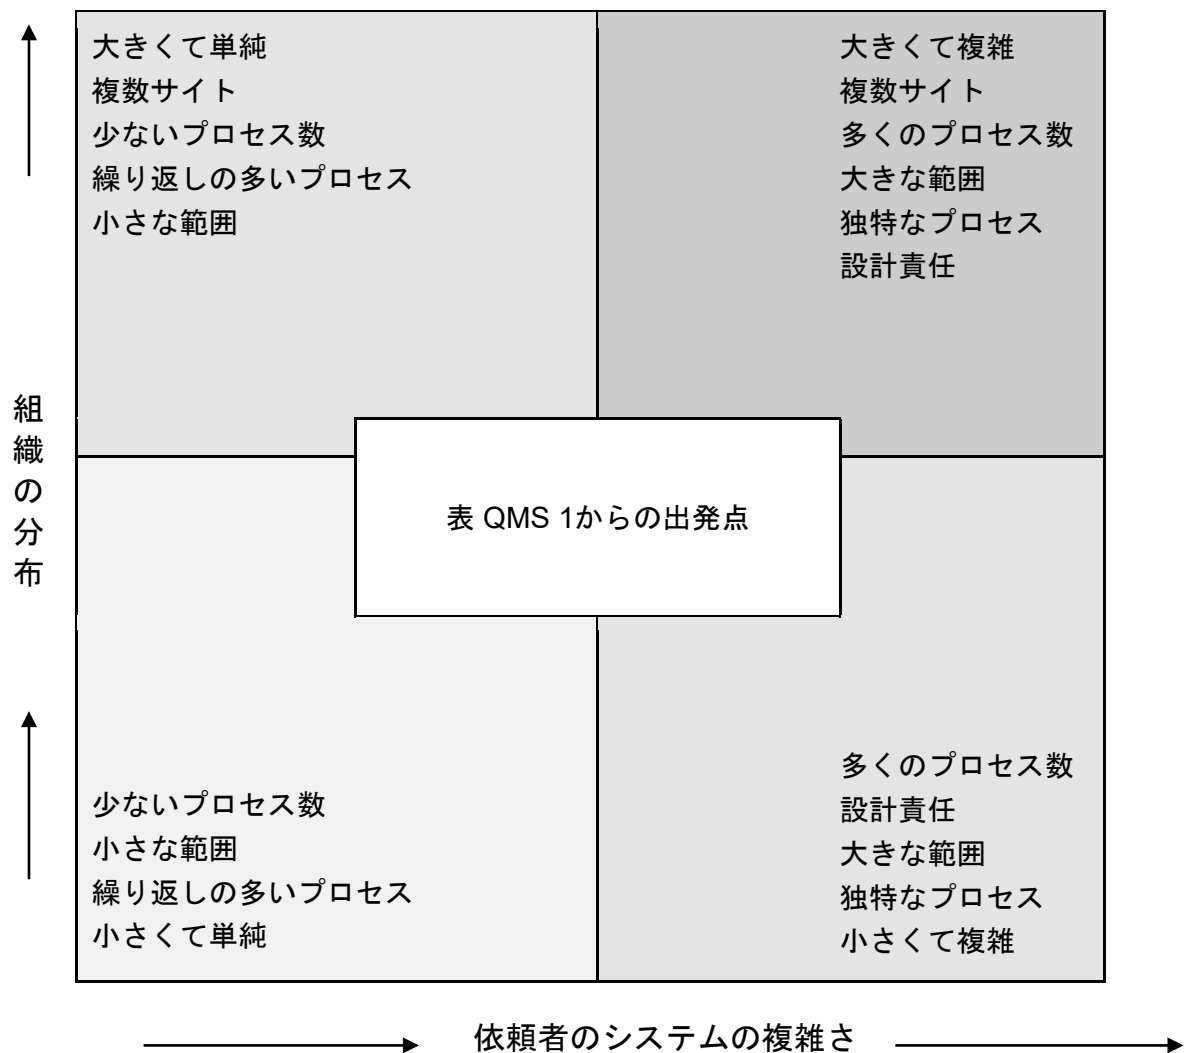 大きくて単純
複数サイト
少ないプロセス数
繰り返しの多いプロセス
小さな範囲
大きくて複雑
複数サイト
多くのプロセス数
大きな範囲
独特なプロセス
設計責任
組織の分布
表 QMS 1からの出発点
少ないプロセス数
小さな範囲
繰り返しの多いプロセス
小さくて単純
多くのプロセス数
設計責任
大きな範囲
独特なプロセス
小さくて複雑
依頼者のシステムの複雑さ